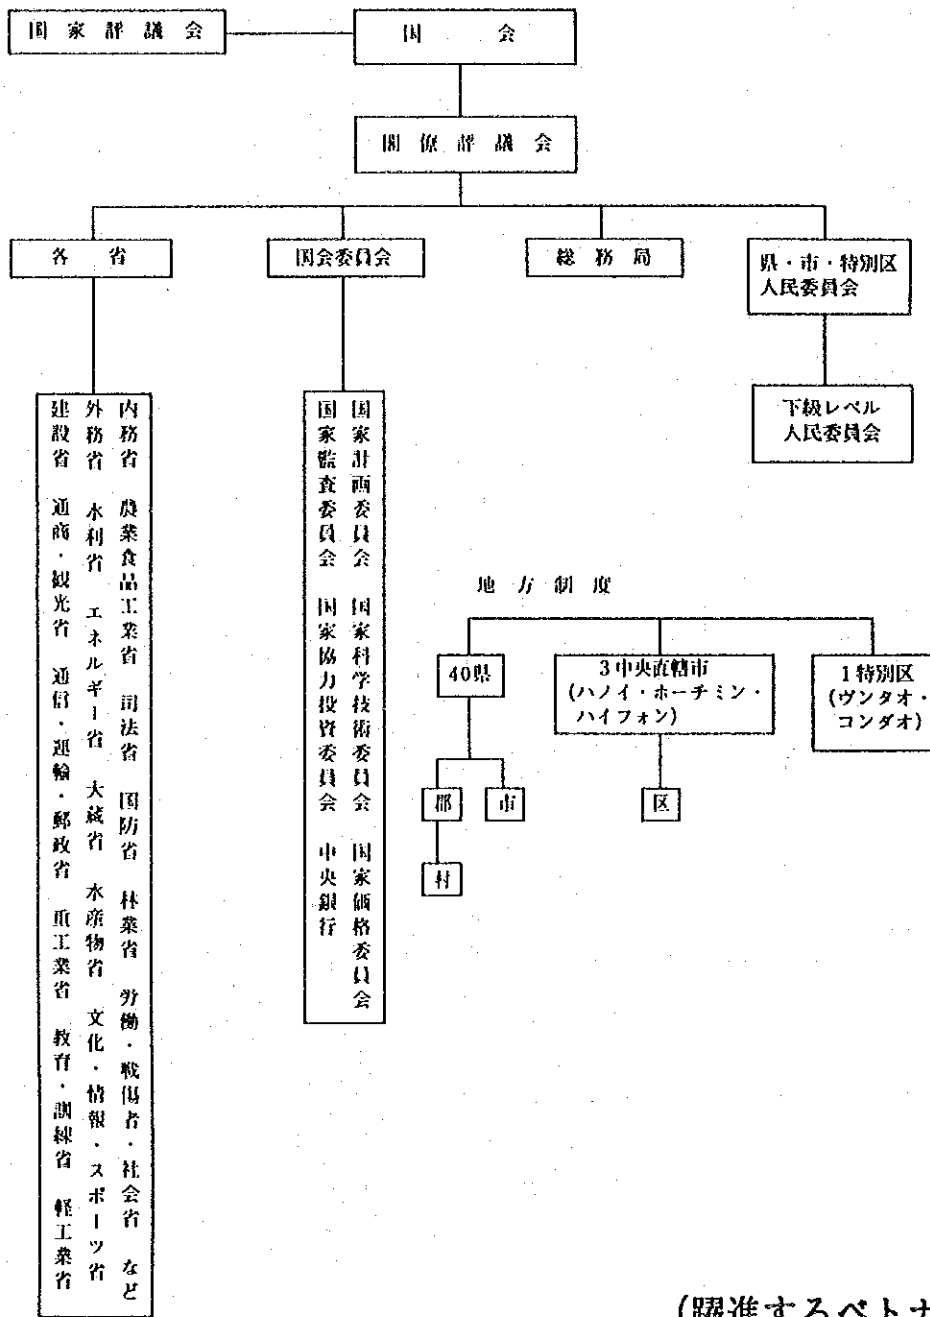 国家評議会
国会
閣僚評議会
各省
国会委員会
総務局
県・市・特別区
人民委員会
下級レベル
人民委員会
内務省 農業食品工業省 司法省 国防省 林業省 労働・戦傷者・社会省 など
外務省 水利省 エネルギー省 大蔵省 水産物省 文化・情報・スポーツ省
建設省 通商・観光省 通信・運輸・郵政省 重工業省 教育・訓練省 軽工業省
国家計画委員会 国家科学技術委員会 国家価格委員会
国家監査委員会 国家協力投資委員会 中央銀行
地方制度
40県
3中央直轄市
(ハノイ・ホーチミン・
ハイフォン)
1特別区
(ヴンタオ・
コンダオ)
郡
市
区
村
(躍進するベトナ